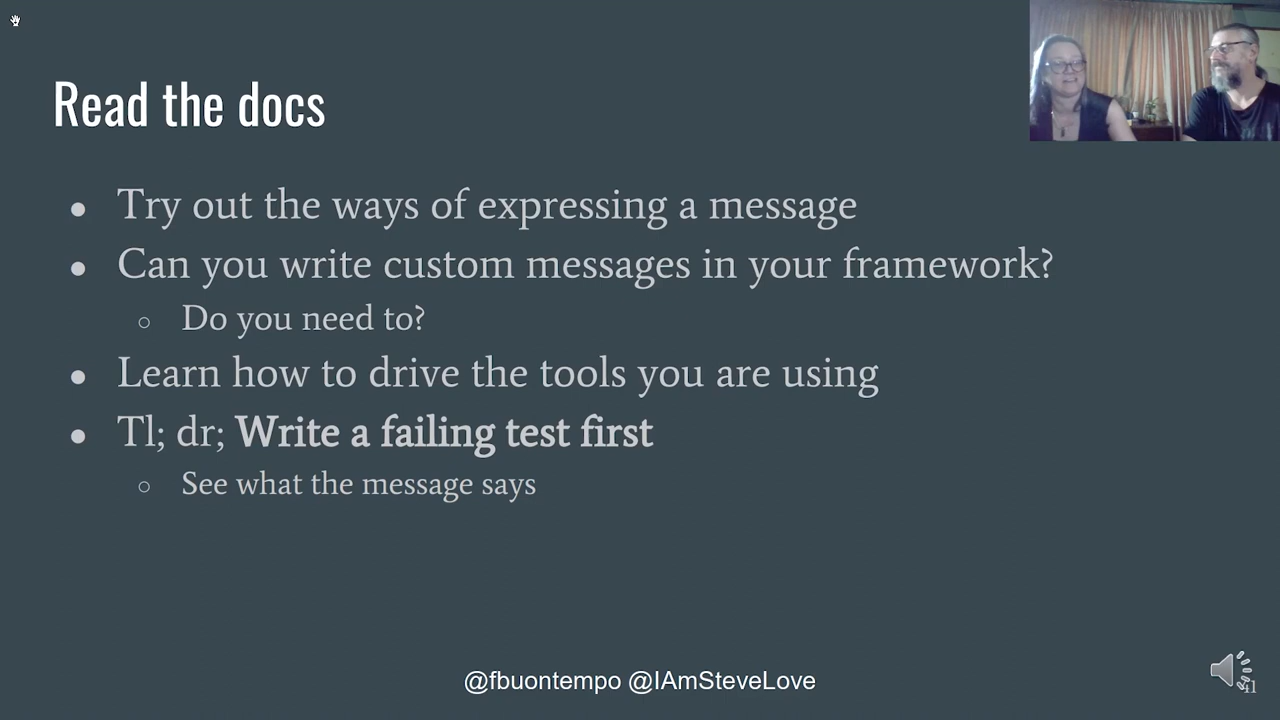 Read the docs
Try out the ways of expressing a message
Can you write custom messages in your framework?
Do you need to?
Learn how to drive the tools you are using
Tl; dr; Write a failing test first
See what the message says
@fbuontempo @IAmSteveLove
41